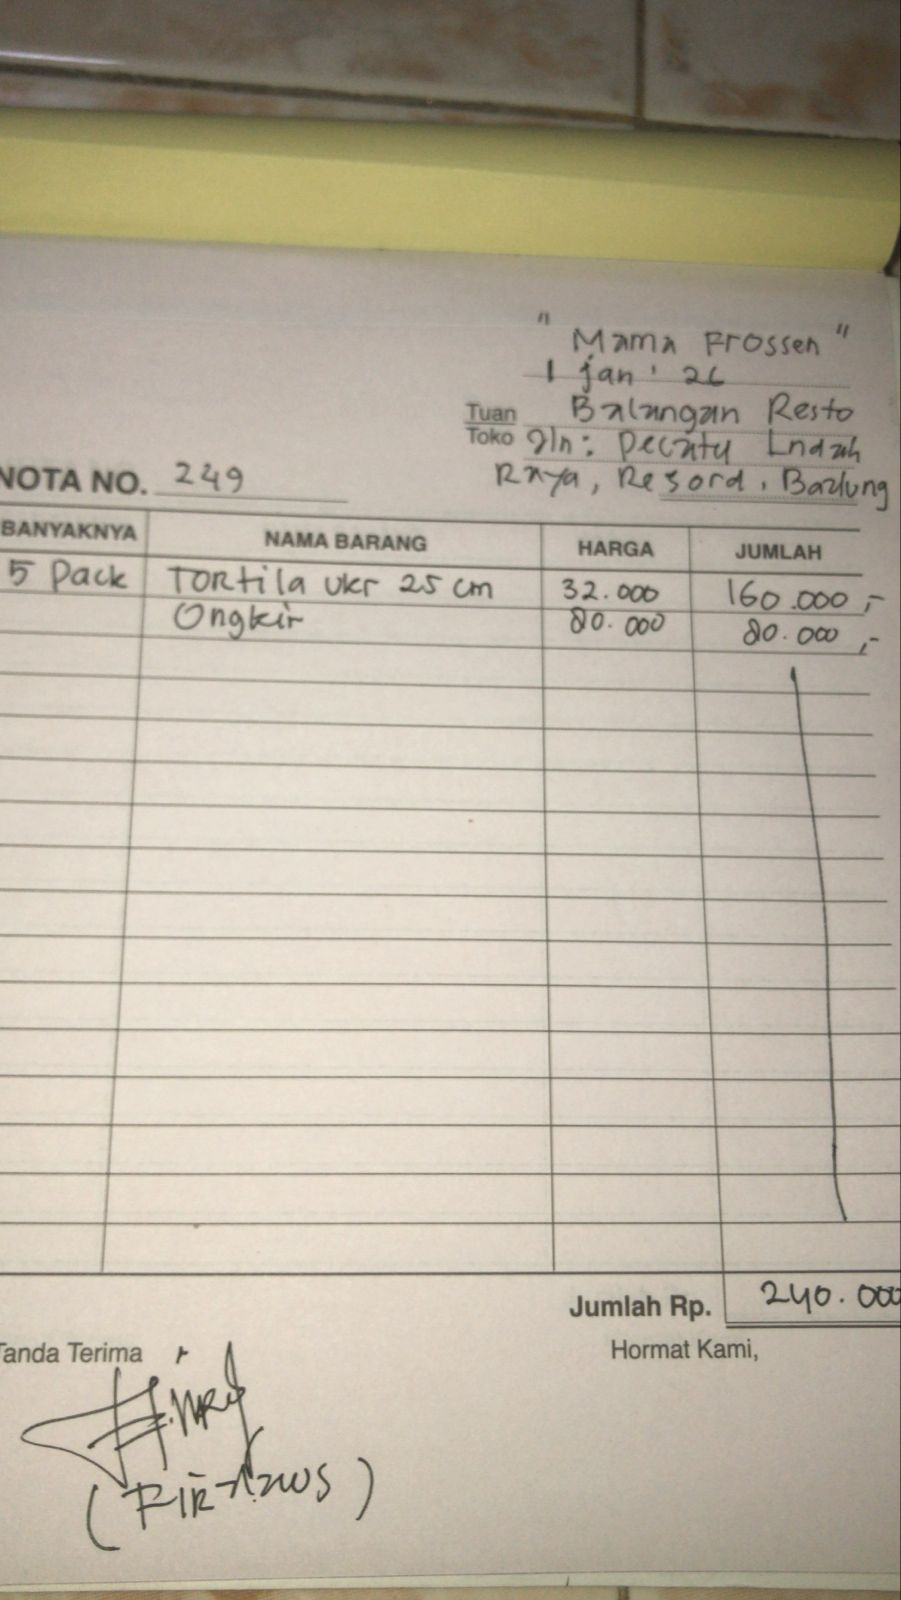 " Mama Frossen "
1 jan ' 26
Tuan Toko Balangan Resto
Jln : Pecatu Indah
Raya, Resord, Badung
NOTA NO. 249
BANYAKNYA NAMA BARANG HARGA JUMLAH
5 Pack Tortila ukr 25 cm 32.000 160.000,-
Ongkir 80.000 80.000,-
Jumlah Rp. 240.000
Tanda Terima Hormat Kami,